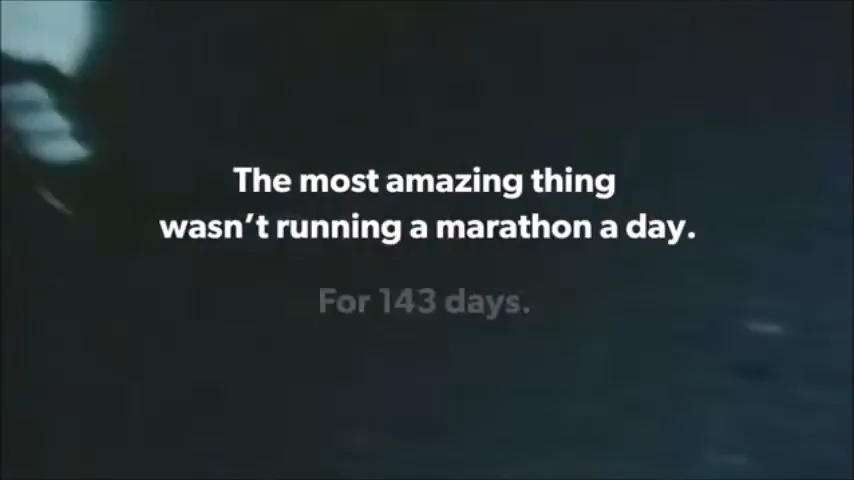 The most amazing thing
wasn't running a marathon a day.
For 143 days.